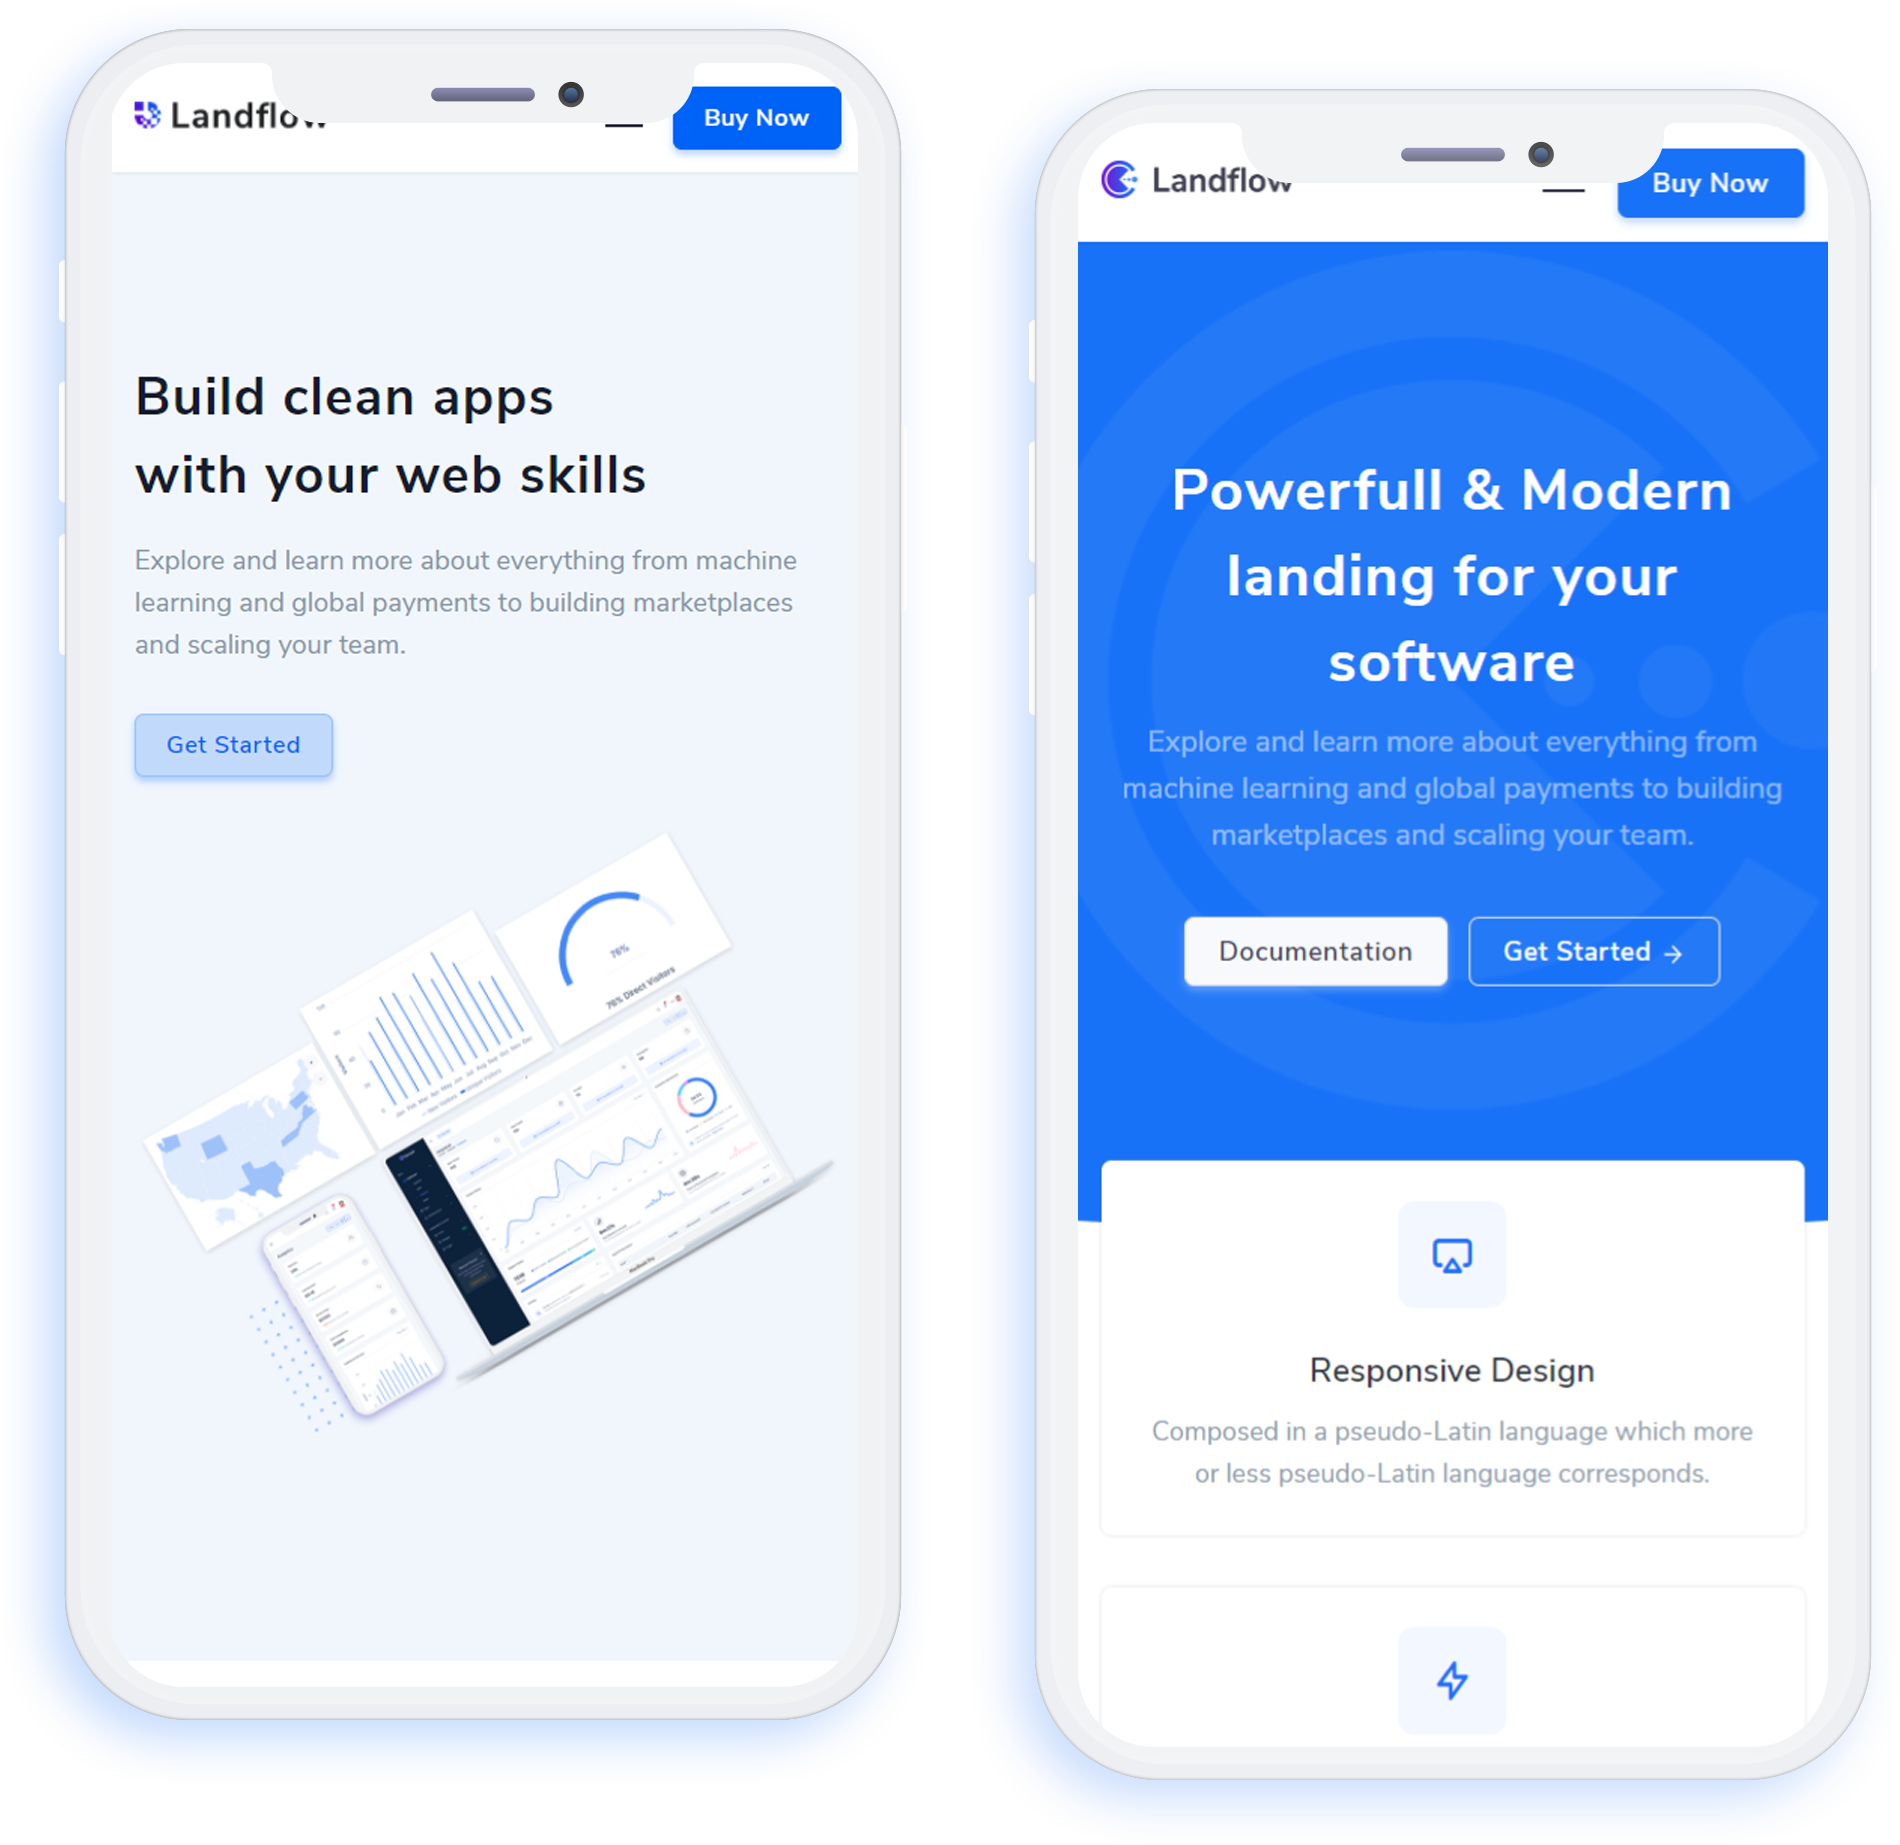 Landflow
Buy Now
Build clean apps
with your web skills
Explore and learn more about everything from machine
learning and global payments to building marketplaces
and scaling your team.
Get Started
76%
76% Direct Visitors
Landflow
Buy Now
Powerfull & Modern
landing for your
software
Explore and learn more about everything from
machine learning and global payments to building
marketplaces and scaling your team.
Documentation
Get Started →
Responsive Design
Composed in a pseudo-Latin language which more
or less pseudo-Latin language corresponds.